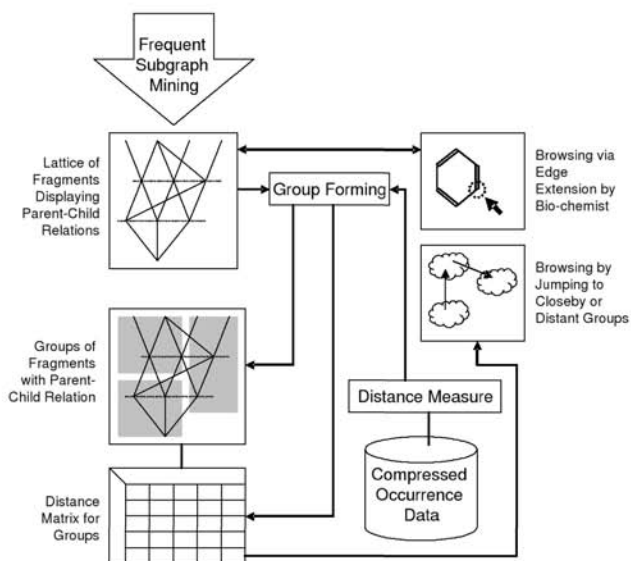 Frequent
Subgraph
Mining
Lattice of
Fragments
Displaying
Parent-Child
Relations
Group Forming
Browsing via
Edge
Extension by
Bio-chemist
Browsing by
Jumping to
Closeby or
Distant Groups
Groups of
Fragments
with Parent-
Child Relation
Distance Measure
Compressed
Occurrence
Data
Distance
Matrix for
Groups